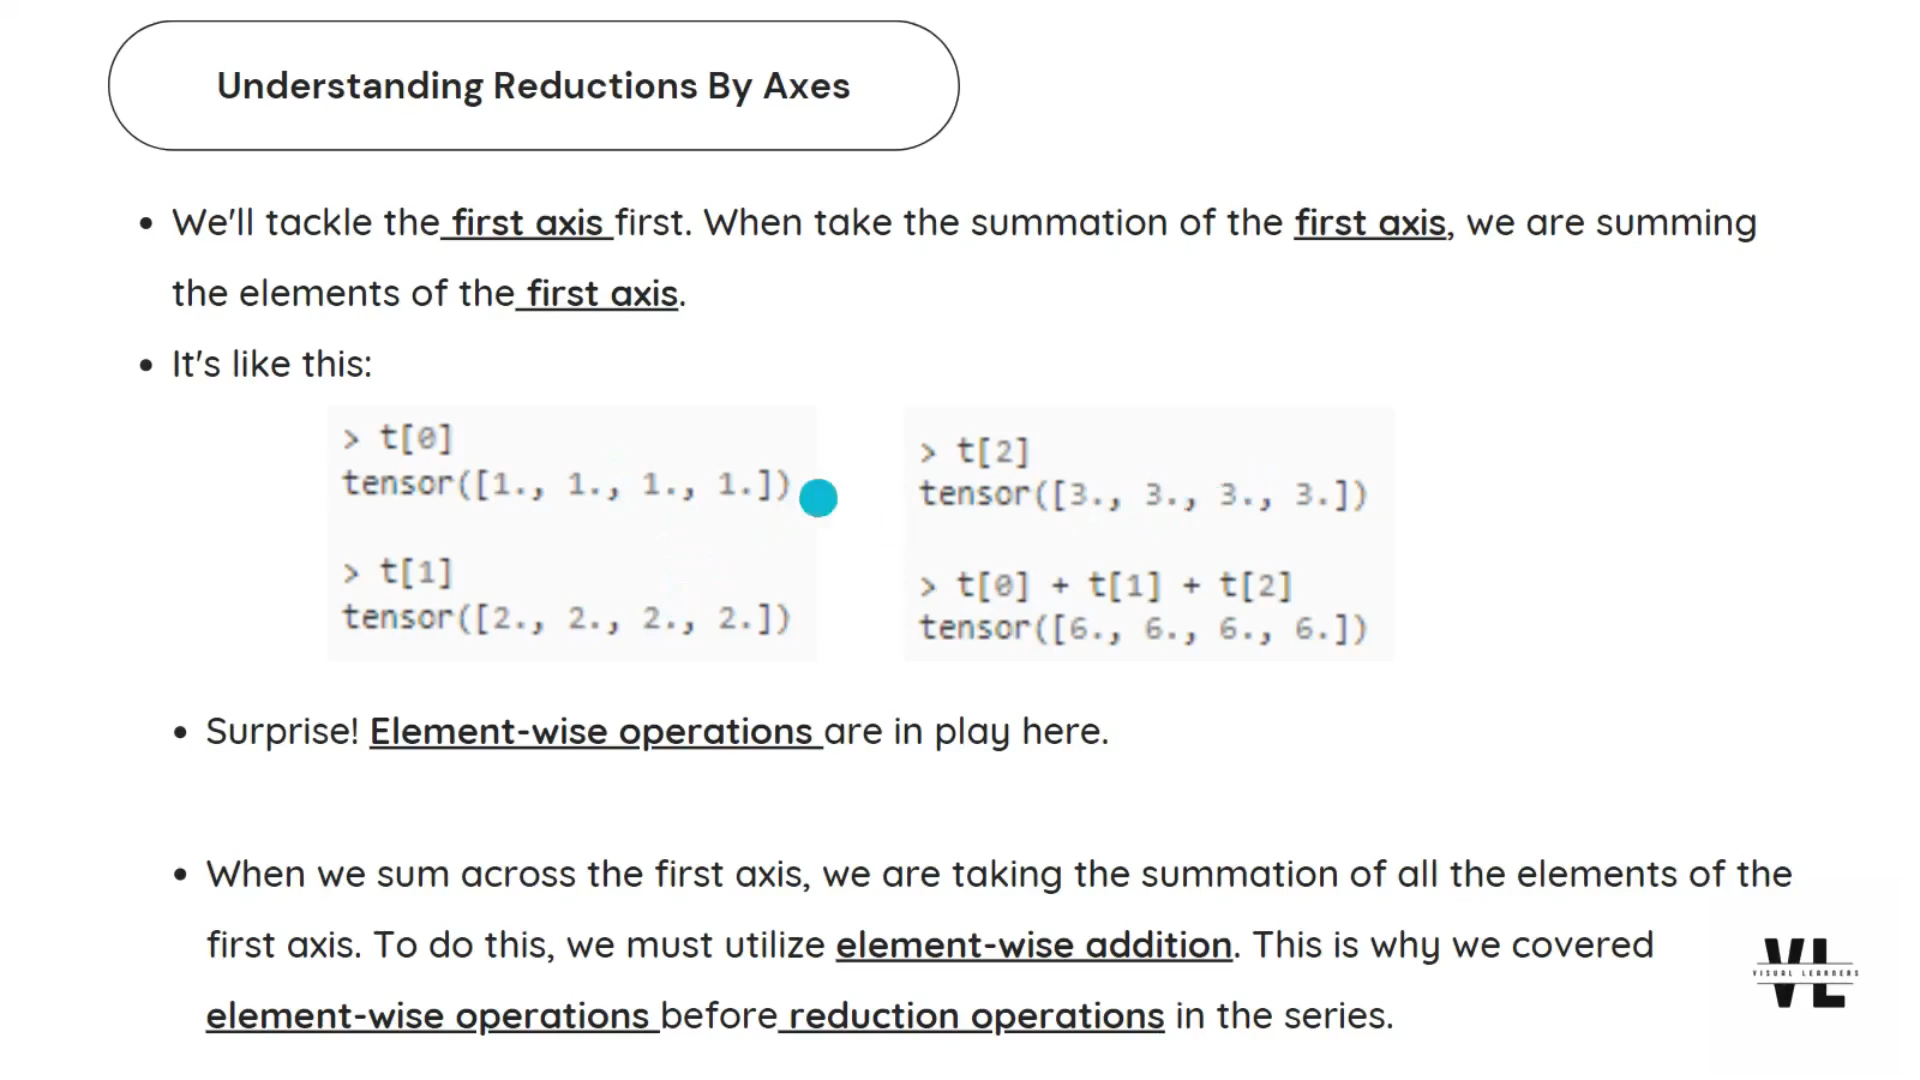 Understanding Reductions By Axes
• We'll tackle the first axis first. When take the summation of the first axis, we are summing
the elements of the first axis.
• It's like this:
> t[0]
tensor([1., 1., 1., 1.])
> t[1]
tensor([2., 2., 2., 2.])
> t[2]
tensor([3., 3., 3., 3.])
> t[0] + t[1] + t[2]
tensor([6., 6., 6., 6.])
• Surprise! Element-wise operations are in play here.
• When we sum across the first axis, we are taking the summation of all the elements of the
first axis. To do this, we must utilize element-wise addition. This is why we covered
element-wise operations before reduction operations in the series.
VL
VISUAL LEARNERS